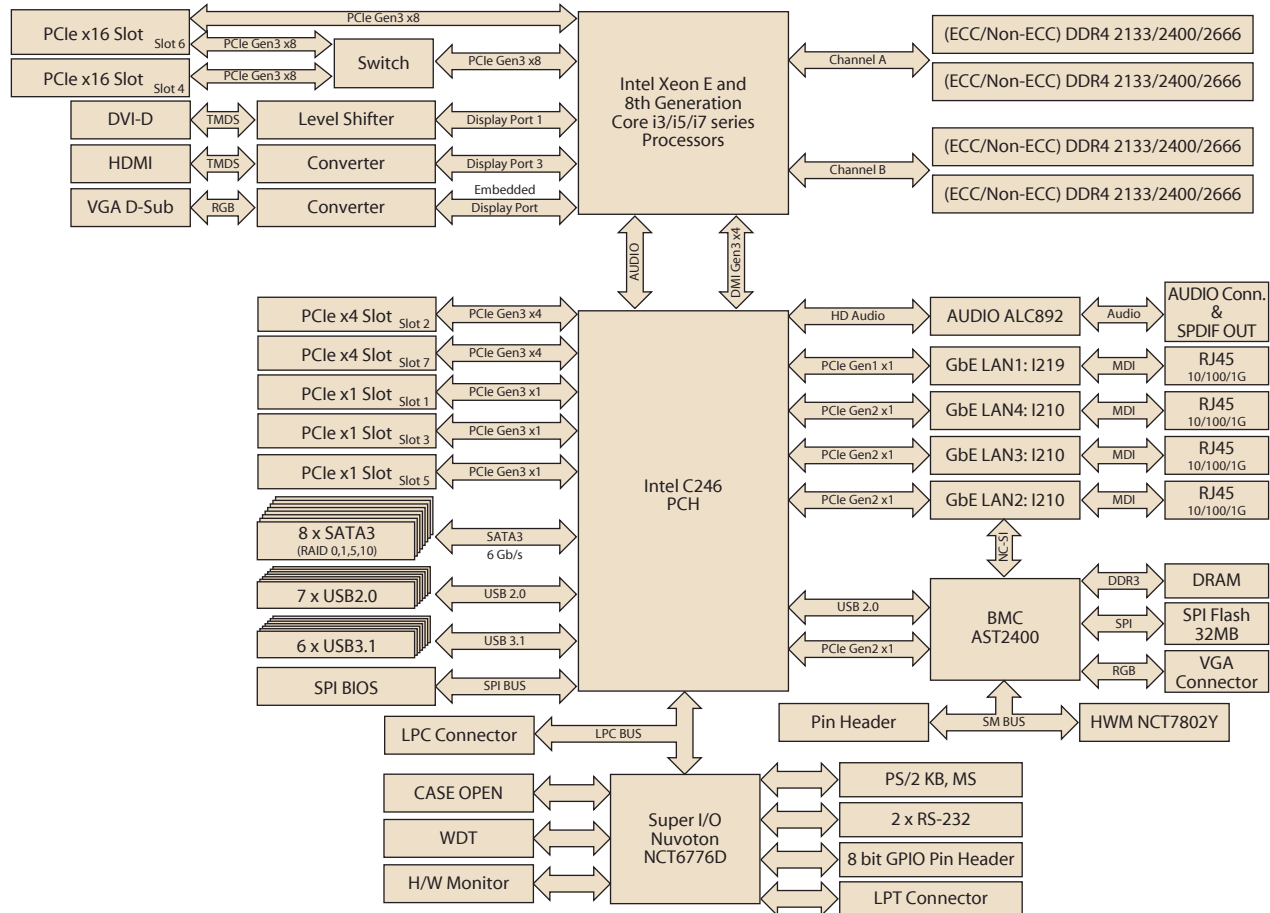 PCIe x16 Slot Slot 6
PCIe Gen3 x8
PCIe Gen3 x8
Switch
PCIe Gen3 x8
PCIe x16 Slot Slot 4
PCIe Gen3 x8
DVI-D
TMDS
Level Shifter
Display Port 1
HDMI
TMDS
Converter
Display Port 3
VGA D-Sub
RGB
Converter
Embedded
Display Port
Intel Xeon E and
8th Generation
Core i3/i5/i7 series
Processors
Channel A
(ECC/Non-ECC) DDR4 2133/2400/2666
(ECC/Non-ECC) DDR4 2133/2400/2666
Channel B
(ECC/Non-ECC) DDR4 2133/2400/2666
(ECC/Non-ECC) DDR4 2133/2400/2666
AUDIO
DMI Gen3 x4
PCIe x4 Slot Slot 2
PCIe Gen3 x4
PCIe x4 Slot Slot 7
PCIe Gen3 x4
PCIe x1 Slot Slot 1
PCIe Gen3 x1
PCIe x1 Slot Slot 3
PCIe Gen3 x1
PCIe x1 Slot Slot 5
PCIe Gen3 x1
8 x SATA3
(RAID 0,1,5,10)
SATA3
6 Gb/s
7 x USB2.0
USB 2.0
6 x USB3.1
USB 3.1
SPI BIOS
SPI BUS
Intel C246
PCH
HD Audio
AUDIO ALC892
Audio
AUDIO Conn.
&
SPDIF OUT
PCIe Gen1 x1
GbE LAN1: I219
MDI
RJ45
10/100/1G
PCIe Gen2 x1
GbE LAN4: I210
MDI
RJ45
10/100/1G
PCIe Gen2 x1
GbE LAN3: I210
MDI
RJ45
10/100/1G
PCIe Gen2 x1
GbE LAN2: I210
MDI
RJ45
10/100/1G
NC-SI
USB 2.0
PCIe Gen2 x1
BMC
AST2400
DDR3
DRAM
SPI
SPI Flash
32MB
RGB
VGA
Connector
Pin Header
SM BUS
HWM NCT7802Y
LPC Connector
LPC BUS
CASE OPEN
WDT
H/W Monitor
Super I/O
Nuvoton
NCT6776D
PS/2 KB, MS
2 x RS-232
8 bit GPIO Pin Header
LPT Connector